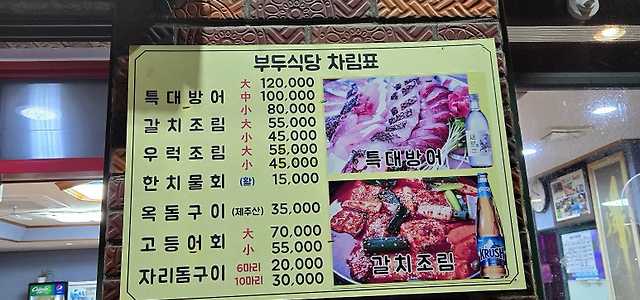 부두식당 차림표
특대방어 大 120,000
中 100,000
小 80,000
갈치조림 大 55,000
小 45,000
우럭조림 大 55,000
小 45,000
한치물회 (활) 15,000
옥돔구이 (제주산) 35,000
고등어회 大 70,000
小 55,000
자리돔구이 6마리 20,000
10마리 30,000
특대방어
갈치조림
KRUSH